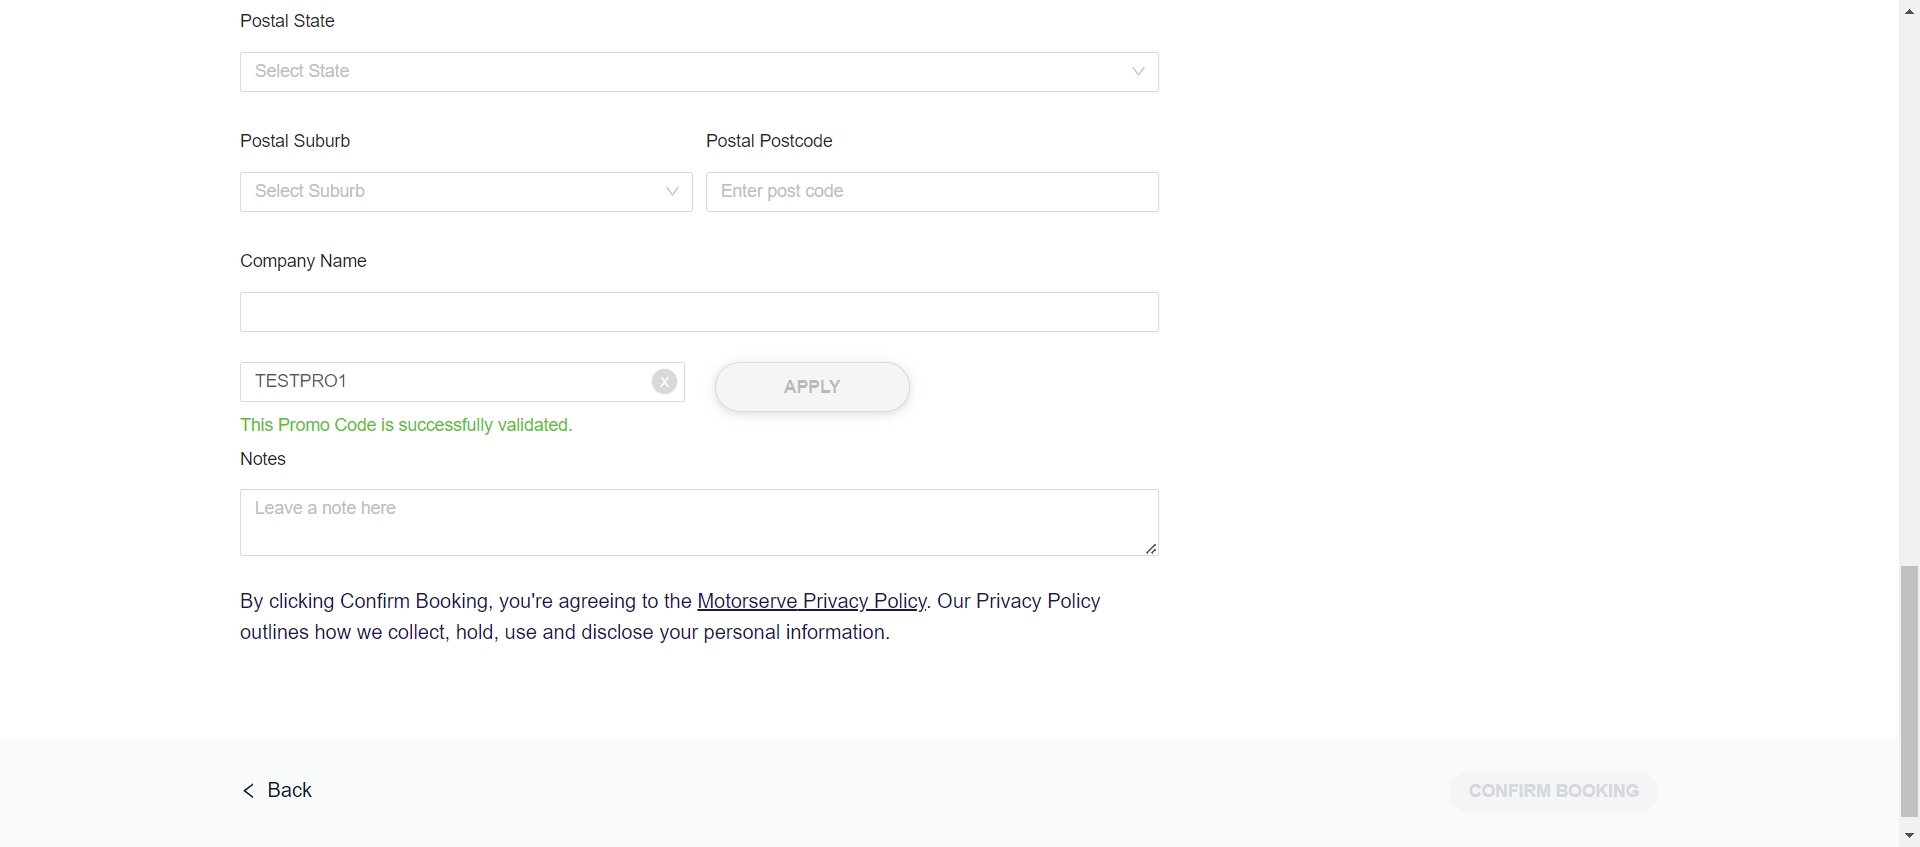 Postal State
Select State
Postal Suburb
Postal Postcode
Select Suburb
Enter post code
Company Name
TESTPRO1
X
APPLY
This Promo Code is successfully validated.
Notes
Leave a note here
By clicking Confirm Booking, you're agreeing to the Motorserve Privacy Policy. Our Privacy Policy
outlines how we collect, hold, use and disclose your personal information.
Back
CONFIRM BOOKING